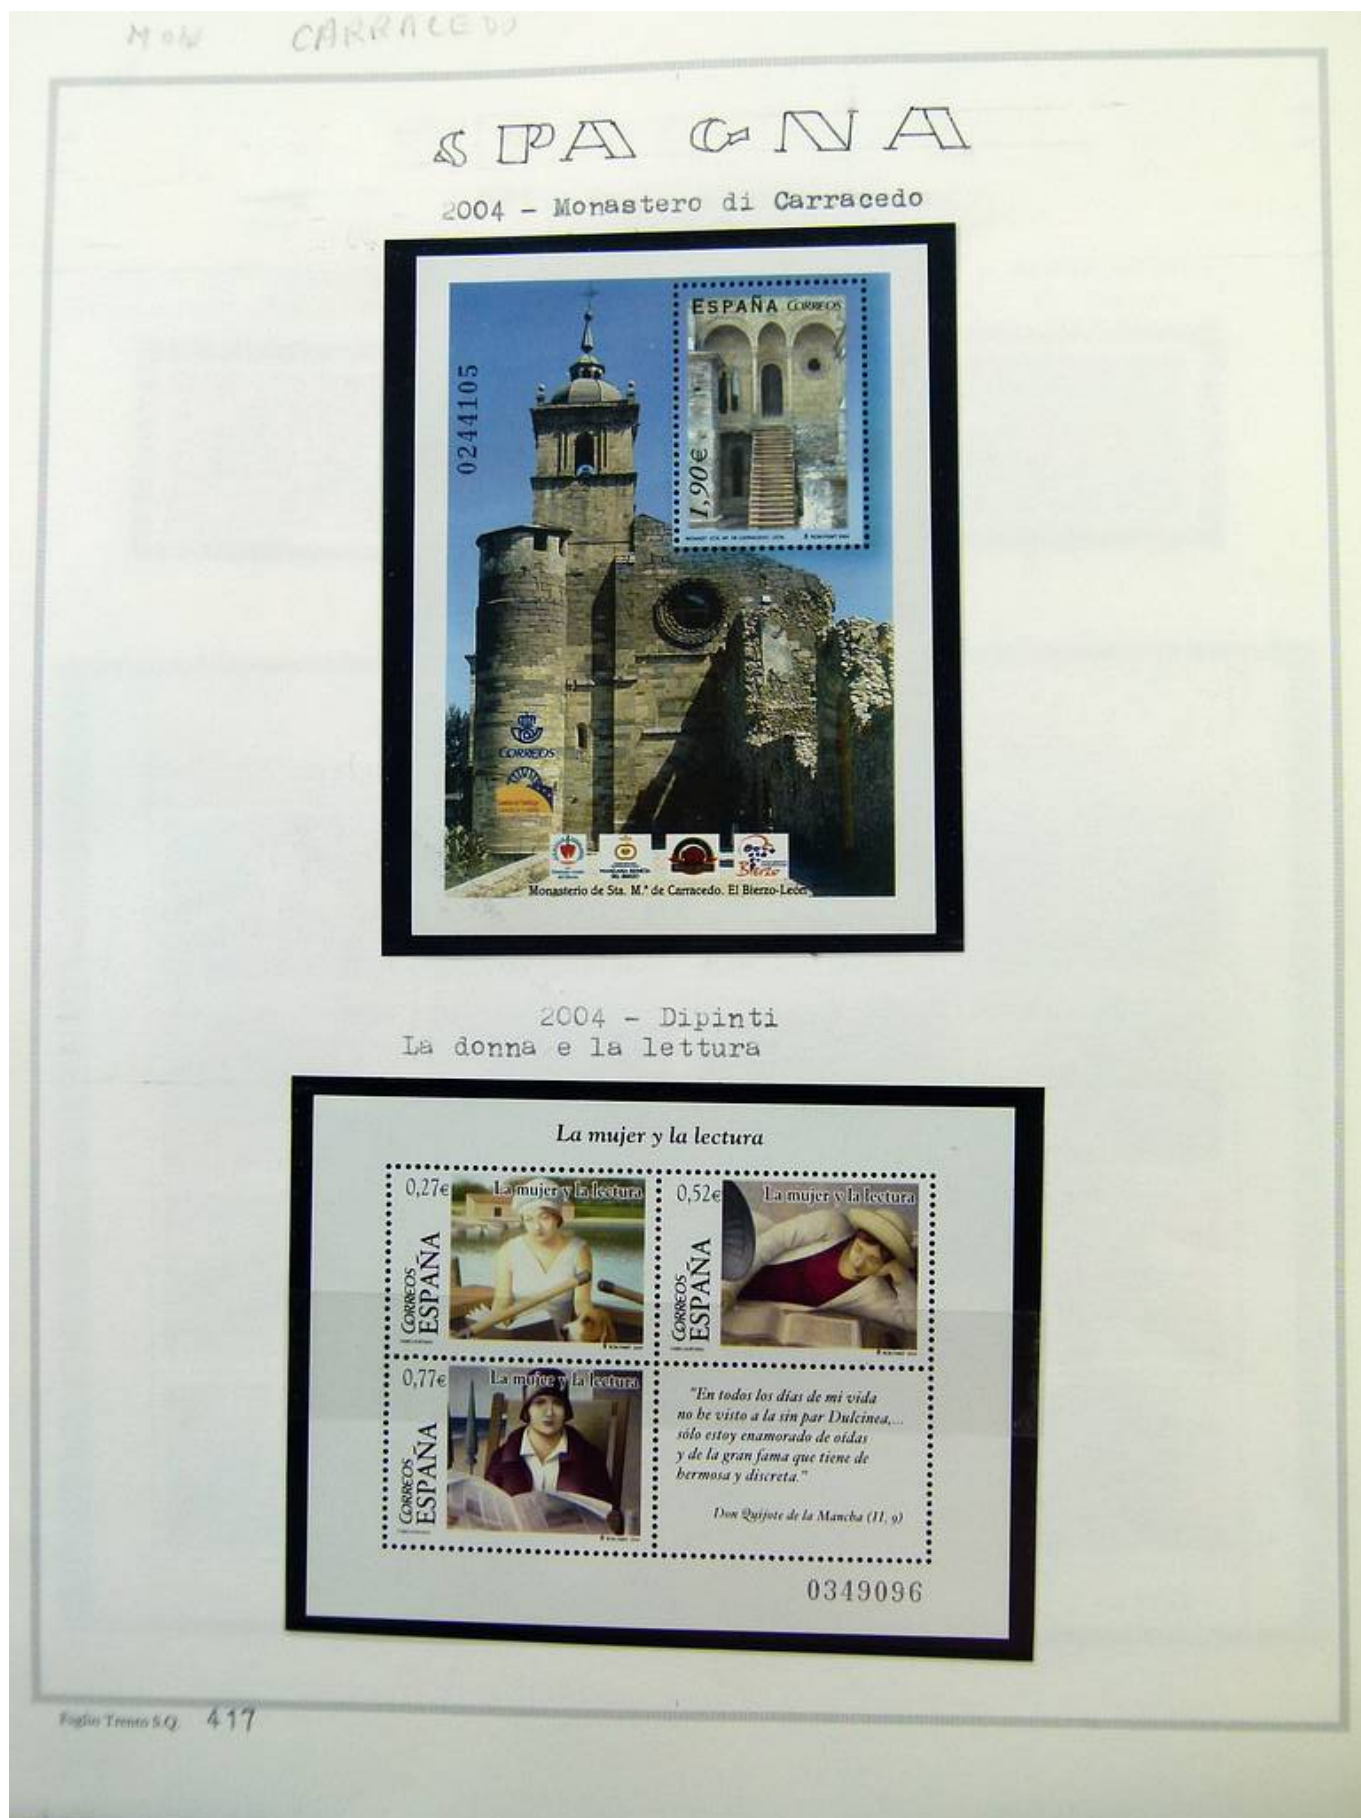 MON CARRACEDO
SPAGNA
2004 - Monastero di Carracedo
0244105
ESPAÑA CORREOS
1,90€
CORREOS
Bierzo
Monasterio de Sta. M.ª de Carracedo. El Bierzo-León
2004 - Dipinti
La donna e la lettura
La mujer y la lectura
0,27€ La mujer y la lectura
CORREOS
ESPAÑA
0,52€ La mujer y la lectura
CORREOS
ESPAÑA
0,77€ La mujer y la lectura
CORREOS
ESPAÑA
"En todos los días de mi vida
no he visto a la sin par Dulcinea,...
sólo estoy enamorado de oídas
y de la gran fama que tiene de
hermosa y discreta."
Don Quijote de la Mancha (II, 9)
0349096
Foglio Trento S.Q. 417